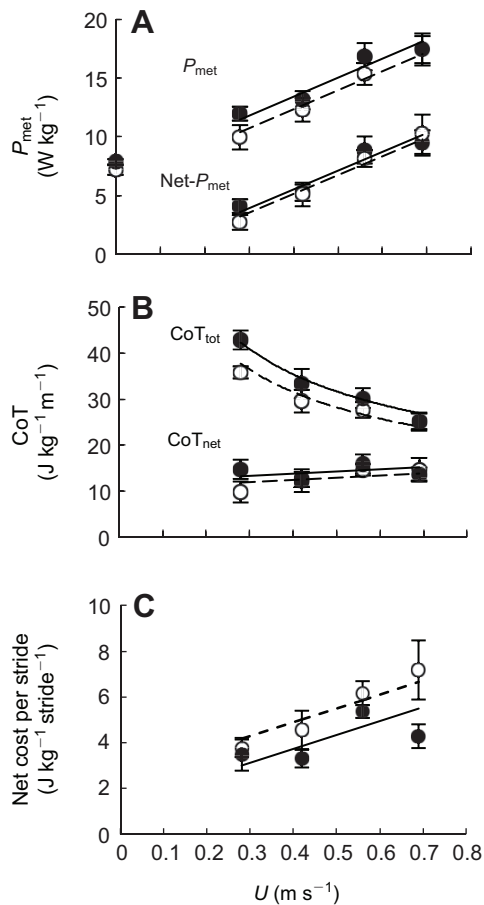 A
20
15
10
5
0
P_met
(W kg⁻¹)
P_met
Net-P_met
B
50
40
30
20
10
0
CoT
(J kg⁻¹ m⁻¹)
CoT_tot
CoT_net
C
10
8
6
4
2
0
Net cost per stride
(J kg⁻¹ stride⁻¹)
0 0.1 0.2 0.3 0.4 0.5 0.6 0.7 0.8
U (m s⁻¹)